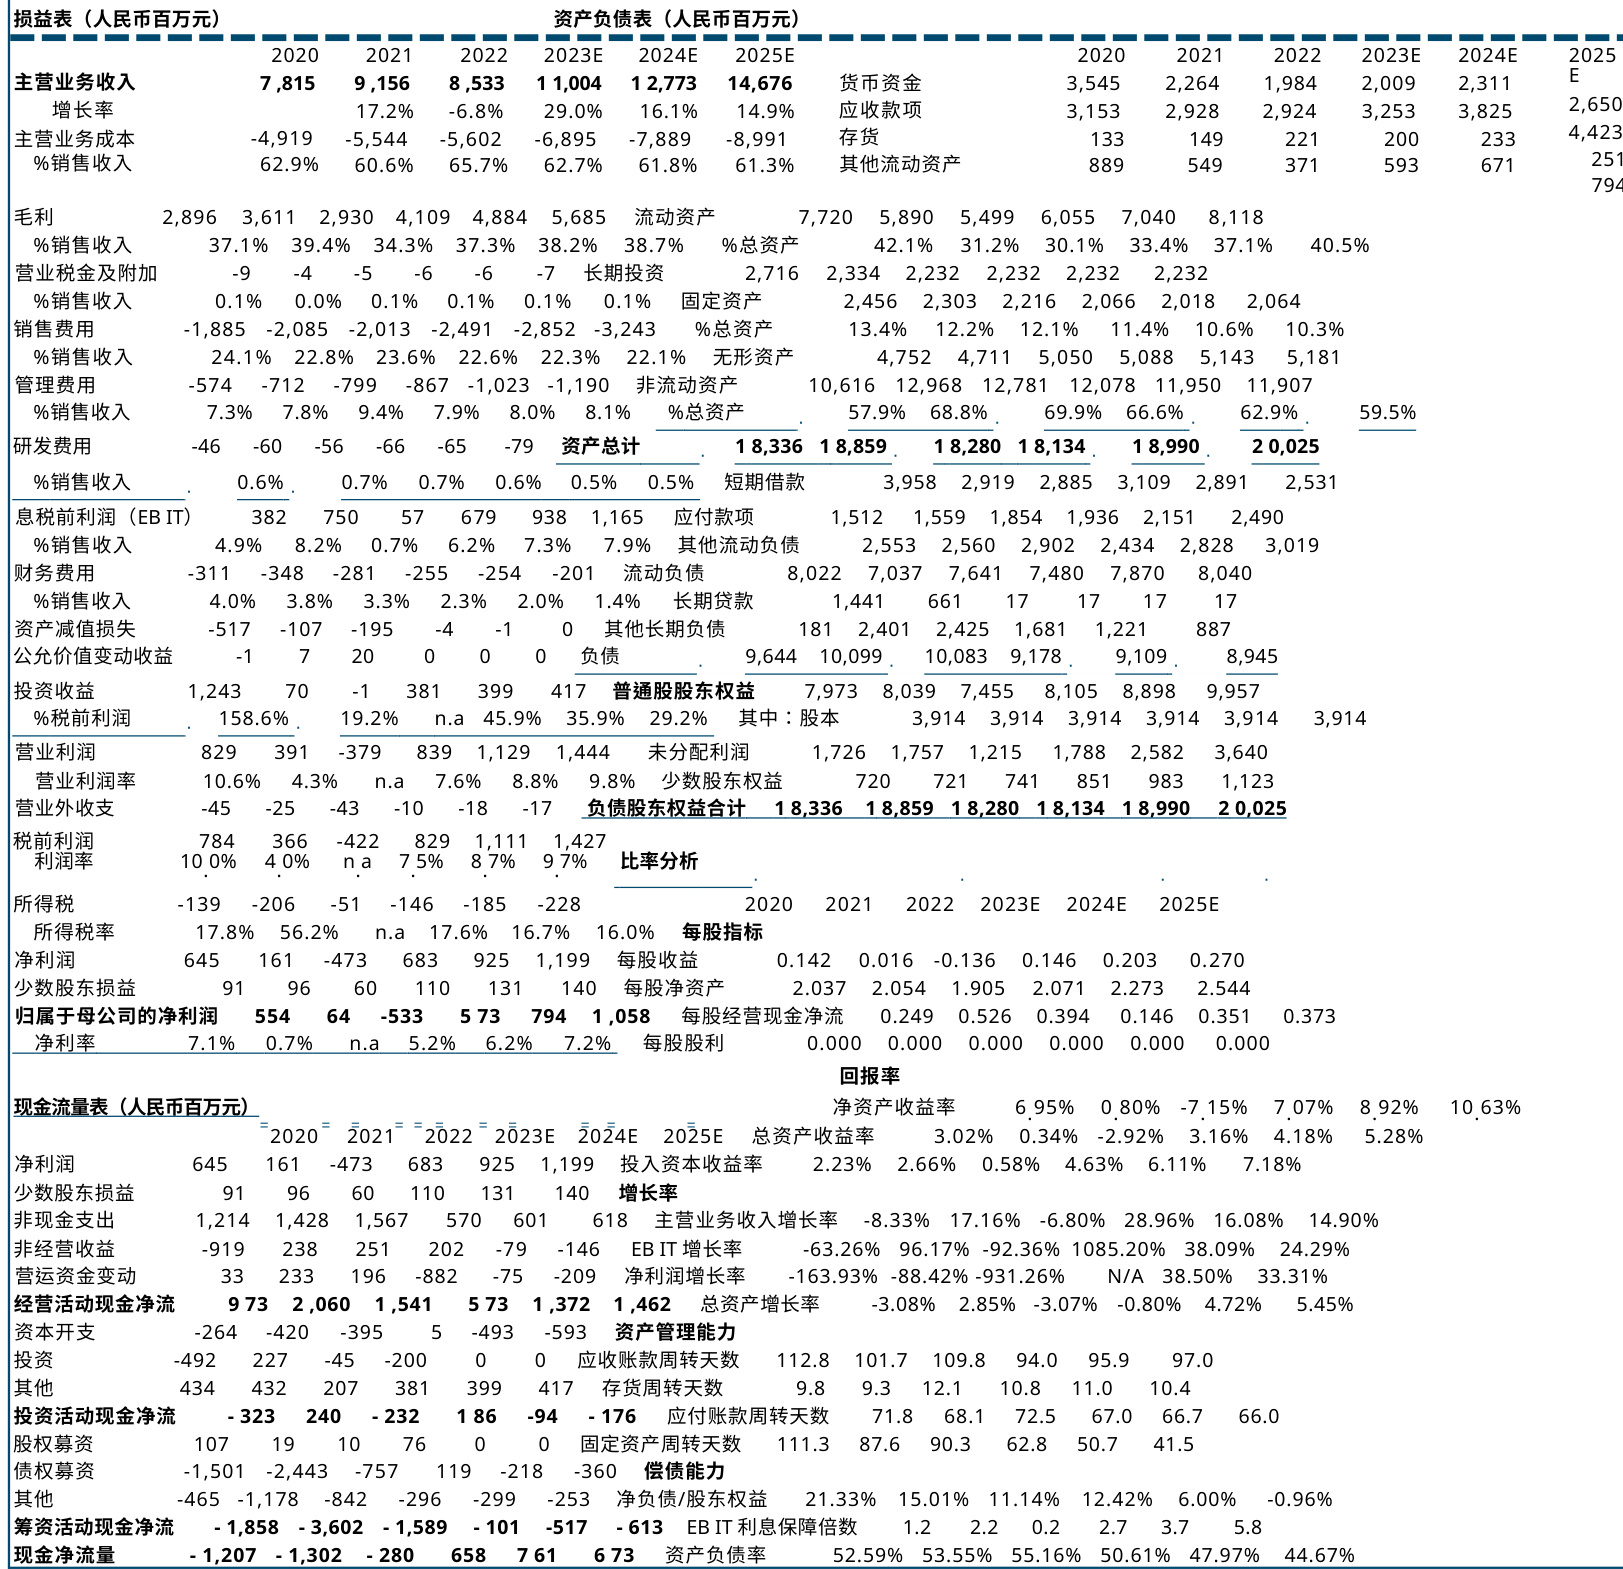 损益表（人民币百万元） 资产负债表（人民币百万元）
2020 2021 2022 2023E 2024E 2025E 2020 2021 2022 2023E 2024E 2025E
主营业务收入 7,815 9,156 8,533 11,004 12,773 14,676 货币资金 3,545 2,264 1,984 2,009 2,311 2,650
增长率 17.2% -6.8% 29.0% 16.1% 14.9% 应收款项 3,153 2,928 2,924 3,253 3,825 4,423
主营业务成本 -4,919 -5,544 -5,602 -6,895 -7,889 -8,991 存货 133 149 221 200 233 251
%销售收入 62.9% 60.6% 65.7% 62.7% 61.8% 61.3% 其他流动资产 889 549 371 593 671 794
毛利 2,896 3,611 2,930 4,109 4,884 5,685 流动资产 7,720 5,890 5,499 6,055 7,040 8,118
%销售收入 37.1% 39.4% 34.3% 37.3% 38.2% 38.7% %总资产 42.1% 31.2% 30.1% 33.4% 37.1% 40.5%
营业税金及附加 -9 -4 -5 -6 -6 -7 长期投资 2,716 2,334 2,232 2,232 2,232 2,232
%销售收入 0.1% 0.0% 0.1% 0.1% 0.1% 0.1% 固定资产 2,456 2,303 2,216 2,066 2,018 2,064
销售费用 -1,885 -2,085 -2,013 -2,491 -2,852 -3,243 %总资产 13.4% 12.2% 12.1% 11.4% 10.6% 10.3%
%销售收入 24.1% 22.8% 23.6% 22.6% 22.3% 22.1% 无形资产 4,752 4,711 5,050 5,088 5,143 5,181
管理费用 -574 -712 -799 -867 -1,023 -1,190 非流动资产 10,616 12,968 12,781 12,078 11,950 11,907
%销售收入 7.3% 7.8% 9.4% 7.9% 8.0% 8.1% %总资产 57.9% 68.8% 69.9% 66.6% 62.9% 59.5%
研发费用 -46 -60 -56 -66 -65 -79 资产总计 18,336 18,859 18,280 18,134 18,990 20,025
%销售收入 0.6% 0.7% 0.7% 0.6% 0.5% 0.5% 短期借款 3,958 2,919 2,885 3,109 2,891 2,531
息税前利润（EBIT） 382 750 57 679 938 1,165 应付款项 1,512 1,559 1,854 1,936 2,151 2,490
%销售收入 4.9% 8.2% 0.7% 6.2% 7.3% 7.9% 其他流动负债 2,553 2,560 2,902 2,434 2,828 3,019
财务费用 -311 -348 -281 -255 -254 -201 流动负债 8,022 7,037 7,641 7,480 7,870 8,040
%销售收入 4.0% 3.8% 3.3% 2.3% 2.0% 1.4% 长期贷款 1,441 661 17 17 17 17
资产减值损失 -517 -107 -195 -4 -1 0 其他长期负债 181 2,401 2,425 1,681 1,221 887
公允价值变动收益 -1 7 20 0 0 0 负债 9,644 10,099 10,083 9,178 9,109 8,945
投资收益 1,243 70 -1 381 399 417 普通股股东权益 7,973 8,039 7,455 8,105 8,898 9,957
%税前利润 158.6% 19.2% n.a 45.9% 35.9% 29.2% 其中：股本 3,914 3,914 3,914 3,914 3,914 3,914
营业利润 829 391 -379 839 1,129 1,444 未分配利润 1,726 1,757 1,215 1,788 2,582 3,640
营业利润率 10.6% 4.3% n.a 7.6% 8.8% 9.8% 少数股东权益 720 721 741 851 983 1,123
营业外收支 -45 -25 -43 -10 -18 -17 负债股东权益合计 18,336 18,859 18,280 18,134 18,990 20,025
税前利润 784 366 -422 829 1,111 1,427
利润率 10.0% 4.0% n.a 7.5% 8.7% 9.7% 比率分析
所得税 -139 -206 -51 -146 -185 -228 2020 2021 2022 2023E 2024E 2025E
所得税率 17.8% 56.2% n.a 17.6% 16.7% 16.0% 每股指标
净利润 645 161 -473 683 925 1,199 每股收益 0.142 0.016 -0.136 0.146 0.203 0.270
少数股东损益 91 96 60 110 131 140 每股净资产 2.037 2.054 1.905 2.071 2.273 2.544
归属于母公司的净利润 554 64 -533 573 794 1,058 每股经营现金净流 0.249 0.526 0.394 0.146 0.351 0.373
净利率 7.1% 0.7% n.a 5.2% 6.2% 7.2% 每股股利 0.000 0.000 0.000 0.000 0.000 0.000
回报率
现金流量表（人民币百万元） 净资产收益率 6.95% 0.80% -7.15% 7.07% 8.92% 10.63%
2020 2021 2022 2023E 2024E 2025E 总资产收益率 3.02% 0.34% -2.92% 3.16% 4.18% 5.28%
净利润 645 161 -473 683 925 1,199 投入资本收益率 2.23% 2.66% 0.58% 4.63% 6.11% 7.18%
少数股东损益 91 96 60 110 131 140 增长率
非现金支出 1,214 1,428 1,567 570 601 618 主营业务收入增长率 -8.33% 17.16% -6.80% 28.96% 16.08% 14.90%
非经营收益 -919 238 251 202 -79 -146 EBIT增长率 -63.26% 96.17% -92.36% 1085.20% 38.09% 24.29%
营运资金变动 33 233 196 -882 -75 -209 净利润增长率 -163.93% -88.42% -931.26% N/A 38.50% 33.31%
经营活动现金净流 973 2,060 1,541 573 1,372 1,462 总资产增长率 -3.08% 2.85% -3.07% -0.80% 4.72% 5.45%
资本开支 -264 -420 -395 5 -493 -593 资产管理能力
投资 -492 227 -45 -200 0 0 应收账款周转天数 112.8 101.7 109.8 94.0 95.9 97.0
其他 434 432 207 381 399 417 存货周转天数 9.8 9.3 12.1 10.8 11.0 10.4
投资活动现金净流 -323 240 -232 186 -94 -176 应付账款周转天数 71.8 68.1 72.5 67.0 66.7 66.0
股权募资 107 19 10 76 0 0 固定资产周转天数 111.3 87.6 90.3 62.8 50.7 41.5
债权募资 -1,501 -2,443 -757 119 -218 -360 偿债能力
其他 -465 -1,178 -842 -296 -299 -253 净负债/股东权益 21.33% 15.01% 11.14% 12.42% 6.00% -0.96%
筹资活动现金净流 -1,858 -3,602 -1,589 -101 -517 -613 EBIT利息保障倍数 1.2 2.2 0.2 2.7 3.7 5.8
现金净流量 -1,207 -1,302 -280 658 761 673 资产负债率 52.59% 53.55% 55.16% 50.61% 47.97% 44.67%